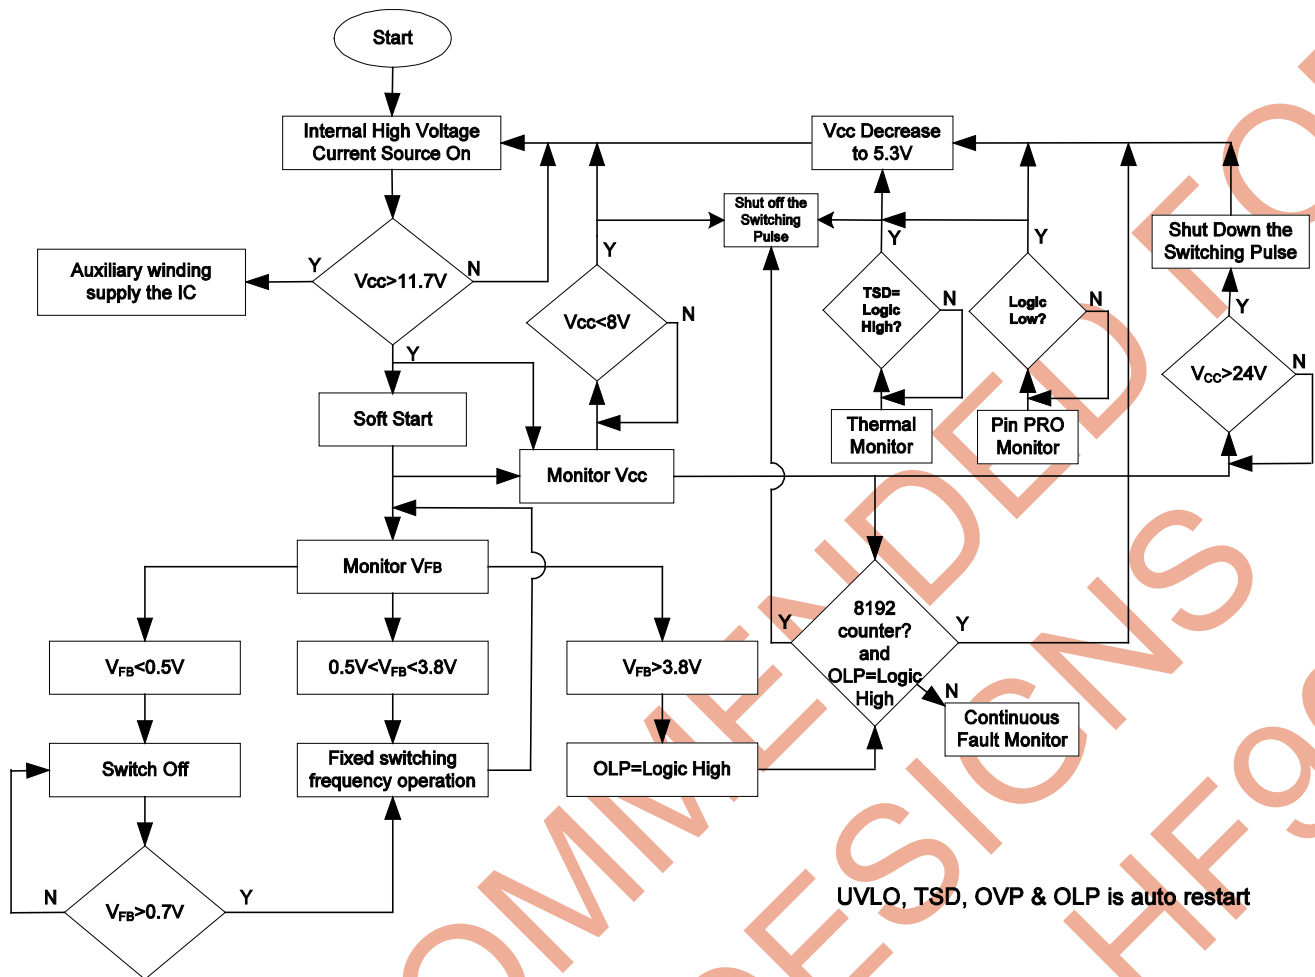 Start
Internal High Voltage
Current Source On
Vcc Decrease
to 5.3V
Shut off the
Switching
Pulse
Shut Down the
Switching Pulse
Auxiliary winding
supply the IC
Y
Vcc>11.7V
N
Y
Y
Vcc<8V
N
Y
TSD=
Logic
High?
N
Y
Logic
Low?
N
Y
VCC>24V
N
Soft Start
Thermal
Monitor
Pin PRO
Monitor
Monitor Vcc
Monitor VFB
VFB<0.5V
0.5V<VFB<3.8V
VFB>3.8V
Y
8192
counter?
and
OLP=Logic
High
Y
N
Continuous
Fault Monitor
Switch Off
Fixed switching
frequency operation
OLP=Logic High
N
VFB>0.7V
Y
UVLO, TSD, OVP & OLP is auto restart
OMMENDED FO
ESIGNS
HF9